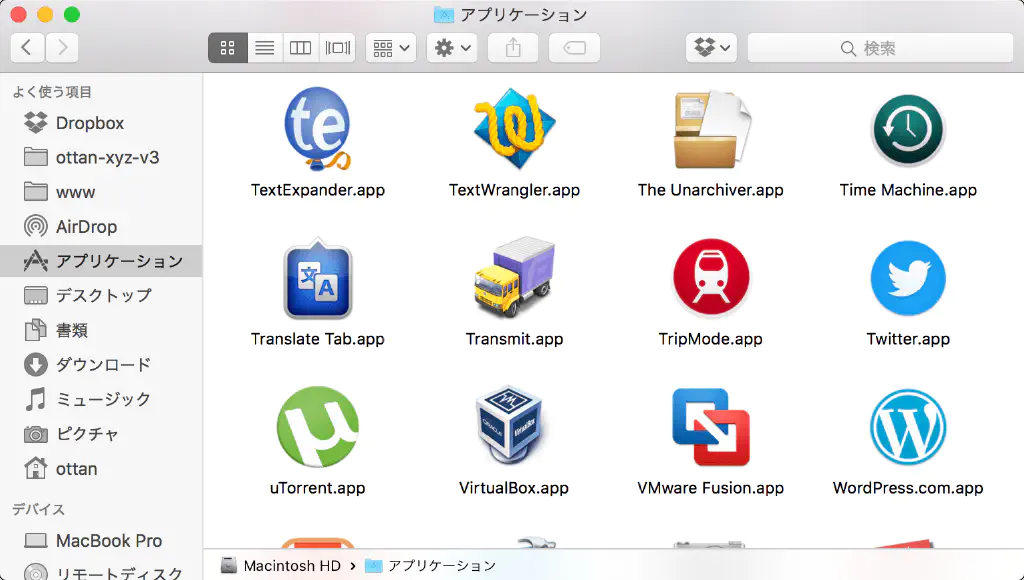 アプリケーション
検索
よく使う項目
Dropbox
ottan-xyz-v3
www
AirDrop
アプリケーション
デスクトップ
書類
ダウンロード
ミュージック
ピクチャ
ottan
デバイス
MacBook Pro
リモートディスク
te
TextExpander.app
TextWrangler.app
The Unarchiver.app
Time Machine.app
文 A
Translate Tab.app
Transmit.app
TripMode.app
Twitter.app
µ
uTorrent.app
ORACLE VirtualBox
VirtualBox.app
VMware Fusion.app
W
WordPress.com.app
Macintosh HD › アプリケーション